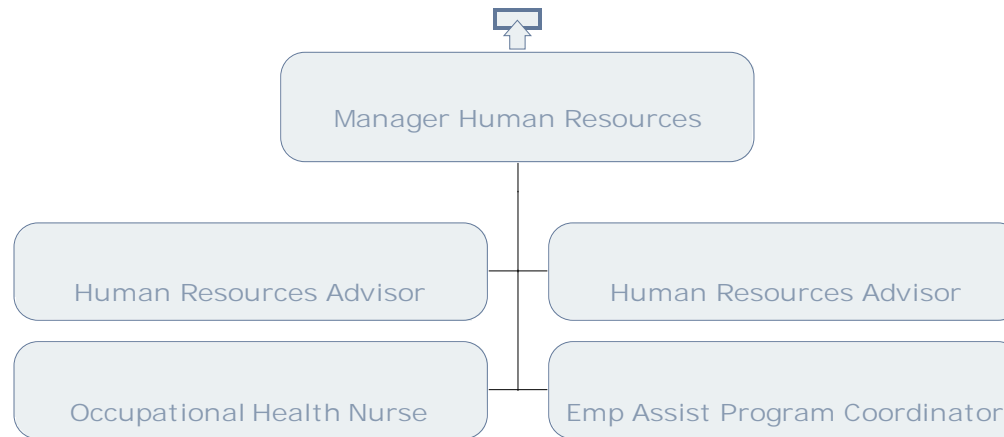 Manager Human Resources
Human Resources Advisor
Human Resources Advisor
Occupational Health Nurse
Emp Assist Program Coordinator